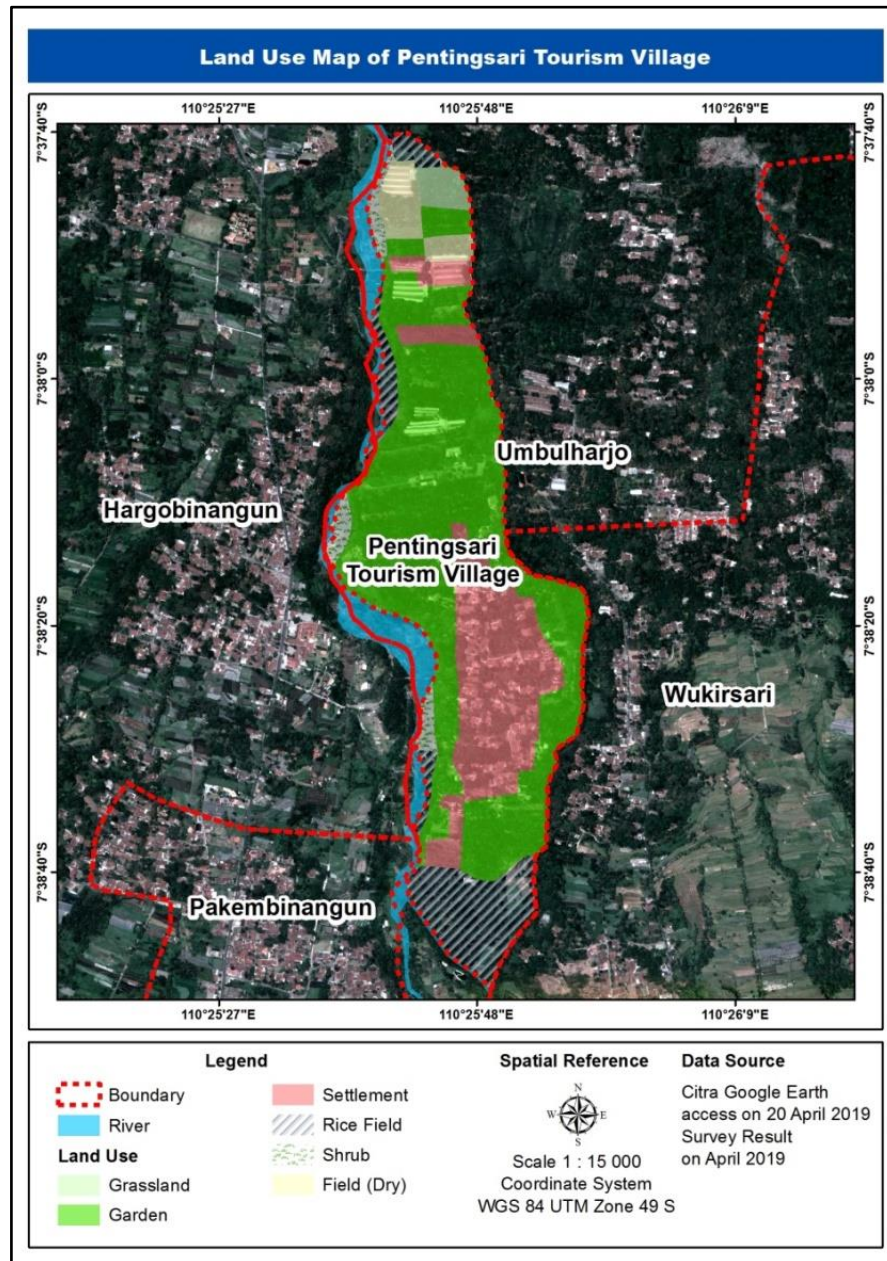 Land Use Map of Pentingsari Tourism Village
110°25'27"E
110°25'48"E
110°26'9"E
7°37'40"S
7°37'40"S
7°38'0"S
7°38'0"S
Umbulharjo
Hargobinangun
Pentingsari
Tourism Village
7°38'20"S
7°38'20"S
Wukirsari
7°38'40"S
7°38'40"S
Pakembinangun
110°25'27"E
110°25'48"E
110°26'9"E
Legend
Boundary
River
Land Use
Grassland
Garden
Settlement
Rice Field
Shrub
Field (Dry)
Spatial Reference
N
W
E
S
Scale 1 : 15 000
Coordinate System
WGS 84 UTM Zone 49 S
Data Source
Citra Google Earth
access on 20 April 2019
Survey Result
on April 2019